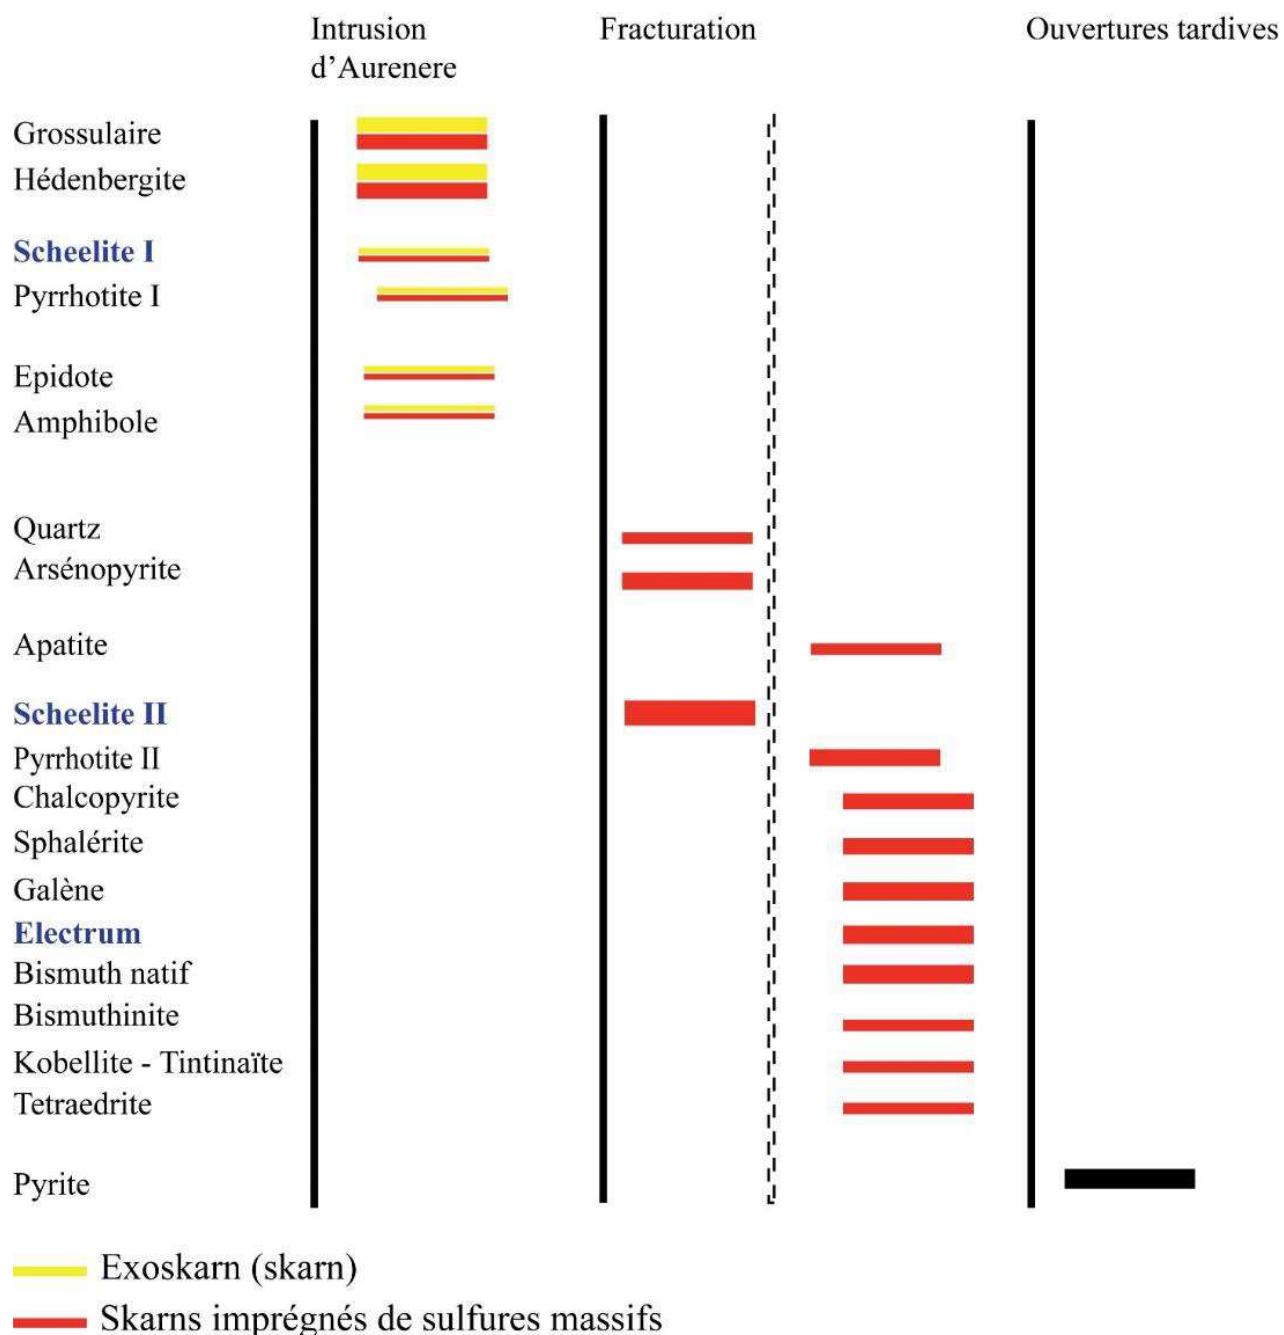 Intrusion
d’Aurenere
Fracturation
Ouvertures tardives
Grossulaire
Hédenbergite
Scheelite I
Pyrrhotite I
Epidote
Amphibole
Quartz
Arsénopyrite
Apatite
Scheelite II
Pyrrhotite II
Chalcopyrite
Sphalérite
Galène
Electrum
Bismuth natif
Bismuthinite
Kobellite - Tintinaïte
Tetraedrite
Pyrite
Exoskarn (skarn)
Skarns imprégnés de sulfures massifs